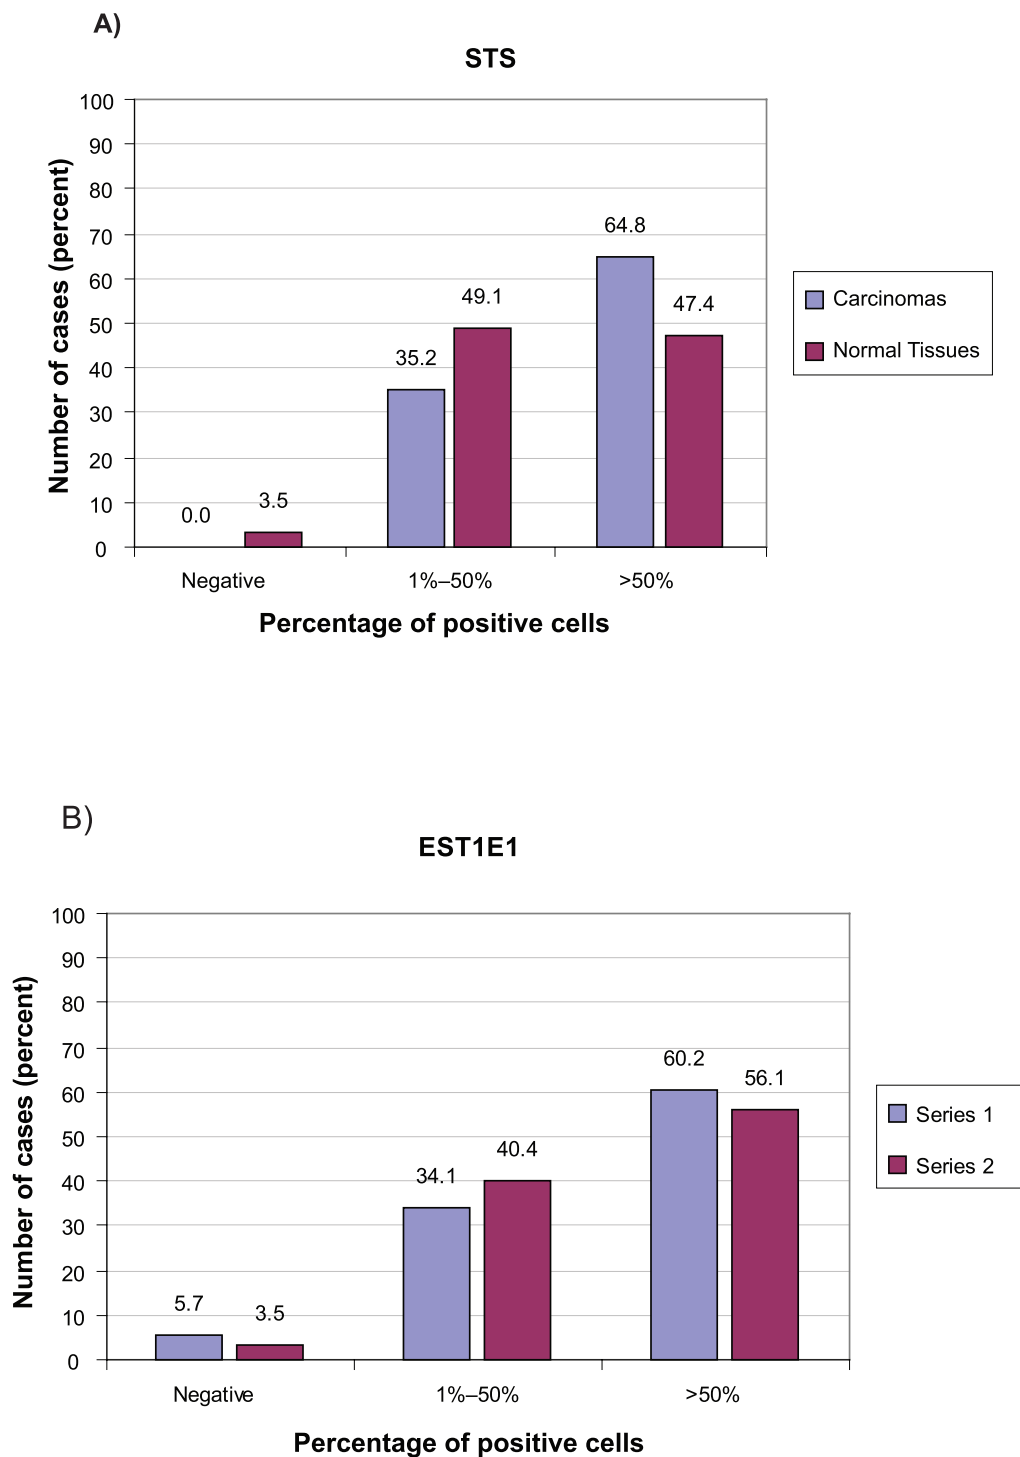 A)
STS
Number of cases (percent)
100
90
80
70
60
50
40
30
20
10
0
0.0
3.5
35.2
49.1
64.8
47.4
Negative
1%–50%
>50%
Percentage of positive cells
Carcinomas
Normal Tissues
B)
EST1E1
Number of cases (percent)
100
90
80
70
60
50
40
30
20
10
0
5.7
3.5
34.1
40.4
60.2
56.1
Negative
1%–50%
>50%
Percentage of positive cells
Series 1
Series 2